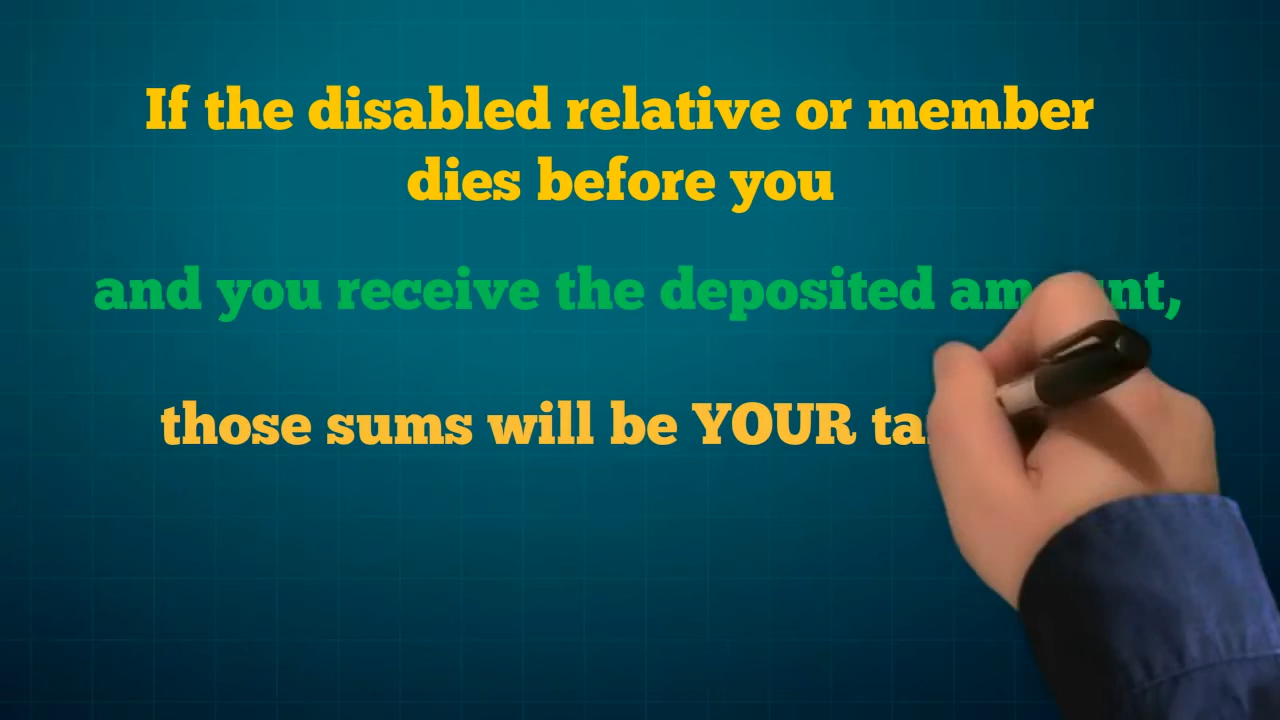 If the disabled relative or member
dies before you
and you receive the deposited amount,
those sums will be YOUR